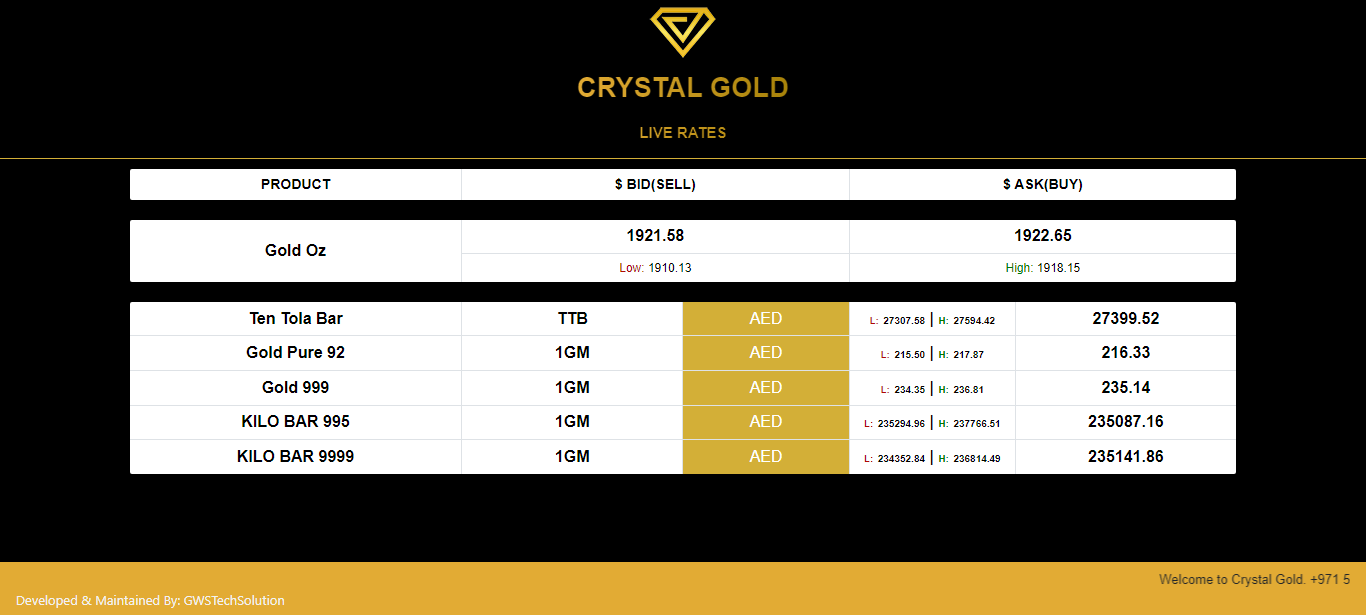 CRYSTAL GOLD
LIVE RATES
PRODUCT $ BID(SELL) $ ASK(BUY)
Gold Oz 1921.58 1922.65
Low: 1910.13 High: 1918.15
Ten Tola Bar TTB AED L: 27307.58 | H: 27594.42 27399.52
Gold Pure 92 1GM AED L: 215.50 | H: 217.87 216.33
Gold 999 1GM AED L: 234.35 | H: 236.81 235.14
KILO BAR 995 1GM AED L: 235294.96 | H: 237766.51 235087.16
KILO BAR 9999 1GM AED L: 234352.84 | H: 236814.49 235141.86
Welcome to Crystal Gold. +971 5
Developed & Maintained By: GWSTechSolution